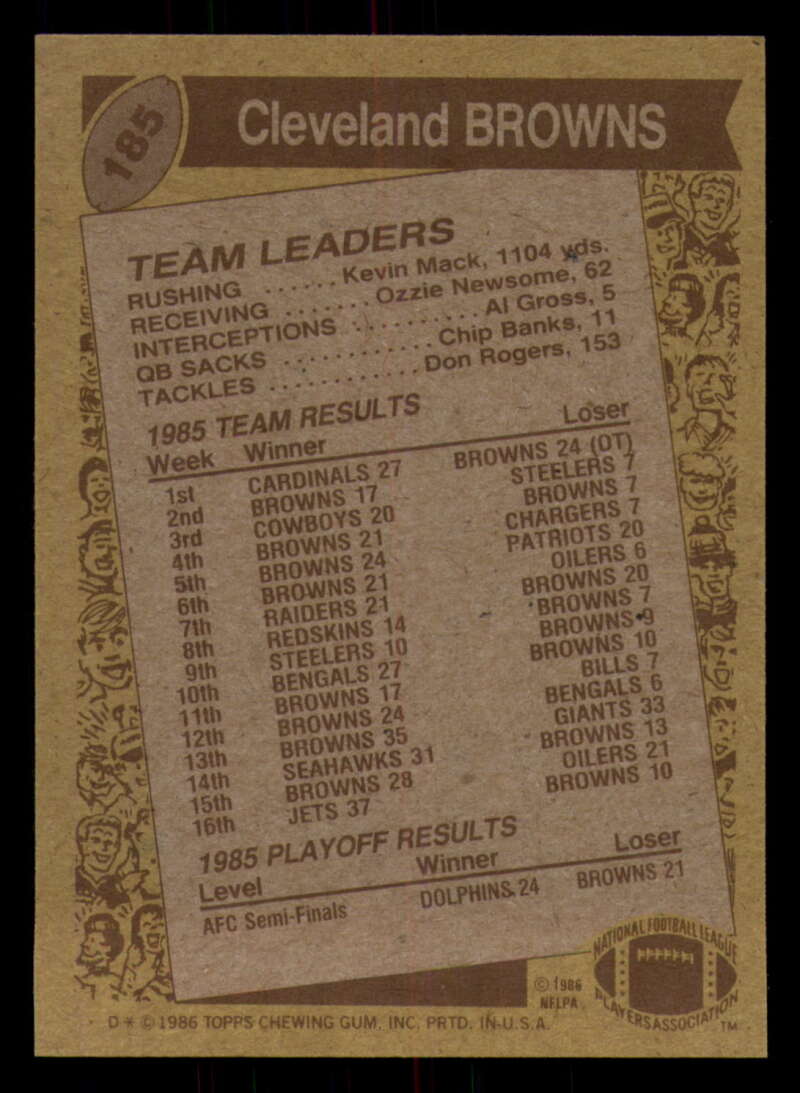 185
Cleveland BROWNS
TEAM LEADERS
RUSHING ...... Kevin Mack, 1104 yds.
RECEIVING ....... Ozzie Newsome, 62
INTERCEPTIONS .......... Al Gross, 5
QB SACKS ............ Chip Banks, 11
TACKLES ............ Don Rogers, 153
1985 TEAM RESULTS
Week Winner Loser
1st CARDINALS 27 BROWNS 24 (OT)
2nd BROWNS 17 STEELERS 7
3rd COWBOYS 20 BROWNS 7
4th BROWNS 21 CHARGERS 7
5th BROWNS 24 PATRIOTS 20
6th BROWNS 21 OILERS 6
7th RAIDERS 21 BROWNS 20
8th REDSKINS 14 BROWNS 7
9th STEELERS 10 BROWNS 9
10th BENGALS 27 BROWNS 10
11th BROWNS 17 BILLS 7
12th BROWNS 24 BENGALS 6
13th BROWNS 35 GIANTS 33
14th SEAHAWKS 31 BROWNS 13
15th BROWNS 28 OILERS 21
16th JETS 37 BROWNS 10
1985 PLAYOFF RESULTS
Level Winner Loser
AFC Semi-Finals DOLPHINS 24 BROWNS 21
NATIONAL FOOTBALL LEAGUE
PLAYERS ASSOCIATION
TM
© 1986
NFLPA
D * © 1986 TOPPS CHEWING GUM, INC. PRTD. IN U.S.A.